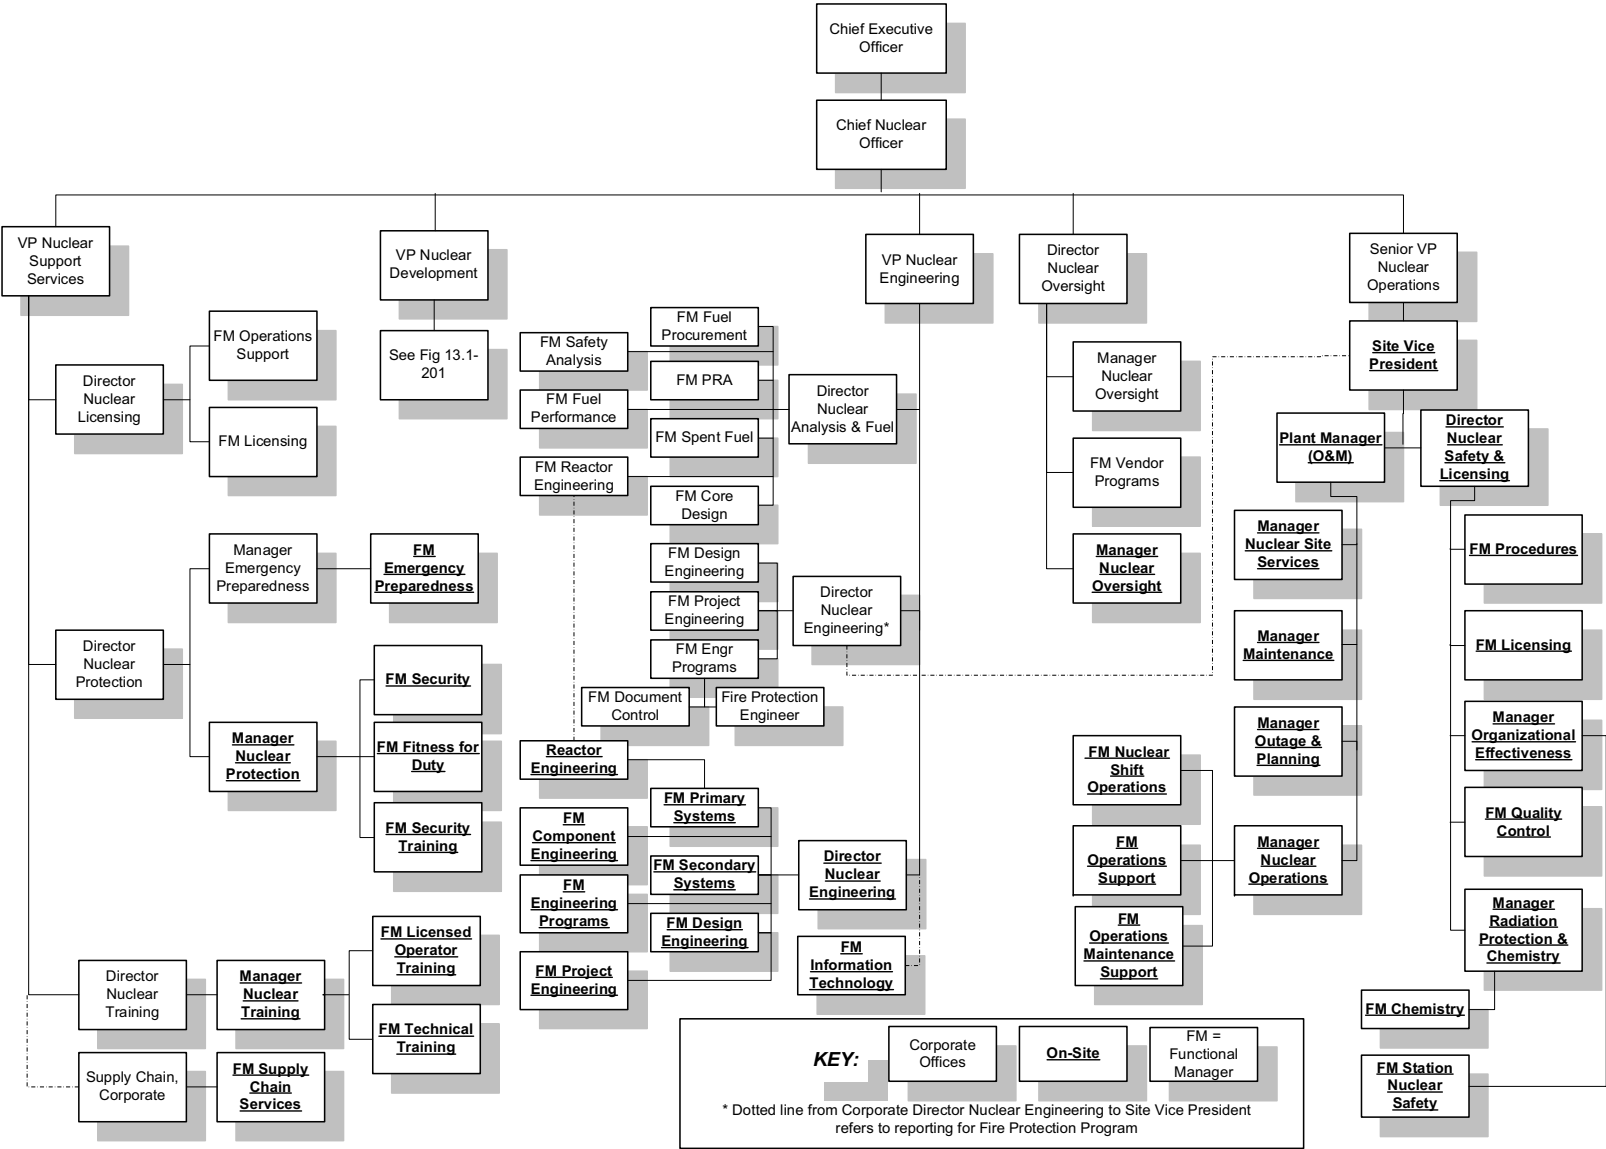 Chief Executive
Officer
Chief Nuclear
Officer
VP Nuclear
Support
Services
VP Nuclear
Development
VP Nuclear
Engineering
Director
Nuclear
Oversight
Senior VP
Nuclear
Operations
See Fig 13.1-
201
Director
Nuclear
Licensing
FM Operations
Support
FM Licensing
Director
Nuclear
Protection
Manager
Emergency
Preparedness
FM
Emergency
Preparedness
Manager
Nuclear
Protection
FM Security
FM Fitness for
Duty
FM Security
Training
Director
Nuclear
Training
Manager
Nuclear
Training
FM Licensed
Operator
Training
FM Technical
Training
Supply Chain,
Corporate
FM Supply
Chain
Services
FM Fuel
Procurement
FM Safety
Analysis
FM PRA
FM Fuel
Performance
FM Spent Fuel
FM Reactor
Engineering
FM Core
Design
Director
Nuclear
Analysis & Fuel
FM Design
Engineering
FM Project
Engineering
FM Engr
Programs
Director
Nuclear
Engineering*
FM Document
Control
Fire Protection
Engineer
Reactor
Engineering
FM Primary
Systems
FM
Component
Engineering
FM Secondary
Systems
FM
Engineering
Programs
FM Design
Engineering
FM Project
Engineering
Director
Nuclear
Engineering
FM
Information
Technology
Manager
Nuclear
Oversight
FM Vendor
Programs
Manager
Nuclear
Oversight
Site Vice
President
Plant Manager
(O&M)
Director
Nuclear
Safety &
Licensing
Manager
Nuclear Site
Services
Manager
Maintenance
Manager
Outage &
Planning
Manager
Nuclear
Operations
FM Nuclear
Shift
Operations
FM
Operations
Support
FM
Operations
Maintenance
Support
FM Procedures
FM Licensing
Manager
Organizational
Effectiveness
FM Quality
Control
Manager
Radiation
Protection &
Chemistry
FM Chemistry
FM Station
Nuclear
Safety
KEY:
Corporate
Offices
On-Site
FM =
Functional
Manager
* Dotted line from Corporate Director Nuclear Engineering to Site Vice President
refers to reporting for Fire Protection Program